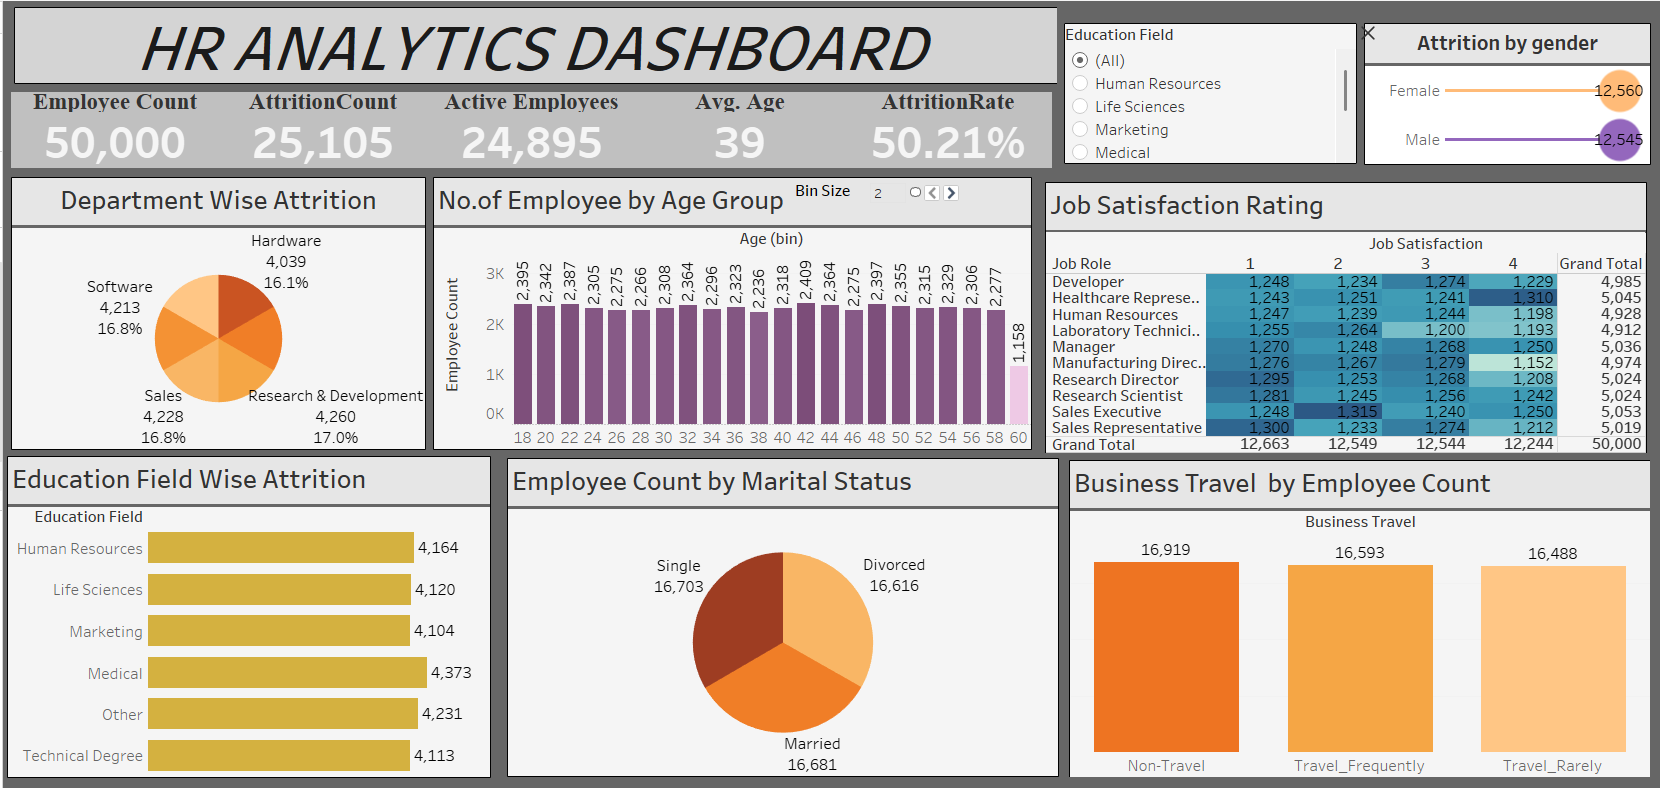 HR ANALYTICS DASHBOARD
Employee Count AttritionCount Active Employees Avg. Age AttritionRate
50,000 25,105 24,895 39 50.21%
Education Field
(All)
Human Resources
Life Sciences
Marketing
Medical
Attrition by gender
Female 12,560
Male 12,545
Department Wise Attrition
Hardware
4,039
16.1%
Software
4,213
16.8%
Sales
4,228
16.8%
Research & Development
4,260
17.0%
No.of Employee by Age Group
Bin Size 2
Age (bin)
Employee Count
3K
2K
1K
0K
2,395 2,342 2,387 2,305 2,275 2,266 2,308 2,364 2,296 2,323 2,236 2,318 2,409 2,364 2,275 2,397 2,355 2,315 2,329 2,306 2,277 1,158
18 20 22 24 26 28 30 32 34 36 38 40 42 44 46 48 50 52 54 56 58 60
Job Satisfaction Rating
Job Satisfaction
Job Role 1 2 3 4 Grand Total
Developer 1,248 1,234 1,274 1,229 4,985
Healthcare Represe.. 1,243 1,251 1,241 1,310 5,045
Human Resources 1,247 1,239 1,244 1,198 4,928
Laboratory Technici.. 1,255 1,264 1,200 1,193 4,912
Manager 1,270 1,248 1,268 1,250 5,036
Manufacturing Direc.. 1,276 1,267 1,279 1,152 4,974
Research Director 1,295 1,253 1,268 1,208 5,024
Research Scientist 1,281 1,245 1,256 1,242 5,024
Sales Executive 1,248 1,315 1,240 1,250 5,053
Sales Representative 1,300 1,233 1,274 1,212 5,019
Grand Total 12,663 12,549 12,544 12,244 50,000
Education Field Wise Attrition
Education Field
Human Resources 4,164
Life Sciences 4,120
Marketing 4,104
Medical 4,373
Other 4,231
Technical Degree 4,113
Employee Count by Marital Status
Single
16,703
Divorced
16,616
Married
16,681
Business Travel by Employee Count
Business Travel
16,919 16,593 16,488
Non-Travel Travel_Frequently Travel_Rarely